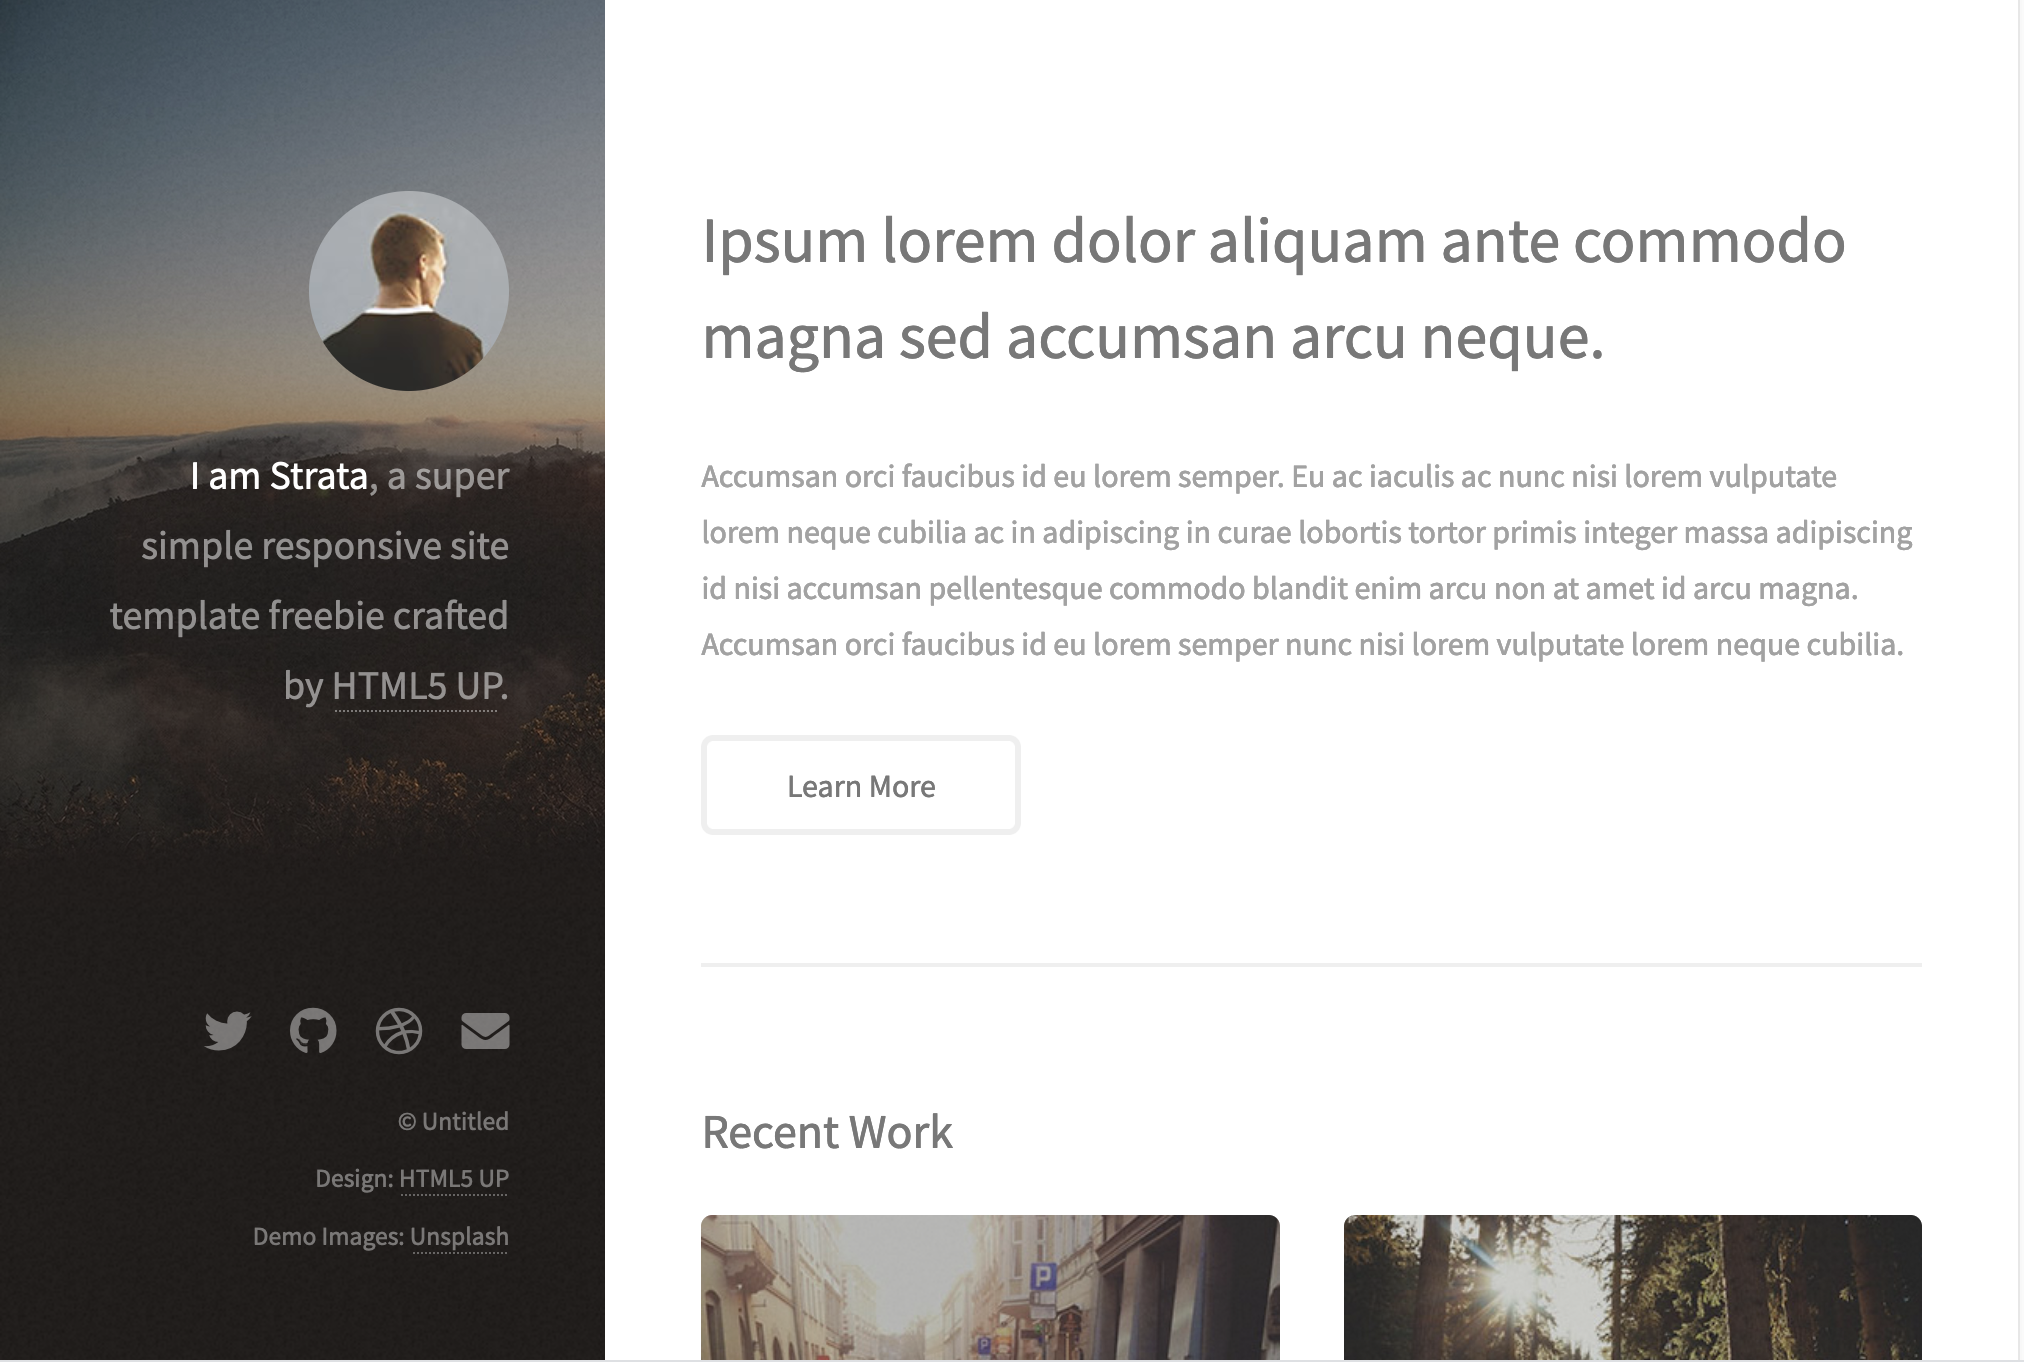 I am Strata, a super
simple responsive site
template freebie crafted
by HTML5 UP.
© Untitled
Design: HTML5 UP
Demo Images: Unsplash
Ipsum lorem dolor aliquam ante commodo
magna sed accumsan arcu neque.
Accumsan orci faucibus id eu lorem semper. Eu ac iaculis ac nunc nisi lorem vulputate
lorem neque cubilia ac in adipiscing in curae lobortis tortor primis integer massa adipiscing
id nisi accumsan pellentesque commodo blandit enim arcu non at amet id arcu magna.
Accumsan orci faucibus id eu lorem semper nunc nisi lorem vulputate lorem neque cubilia.
Learn More
Recent Work
P
P